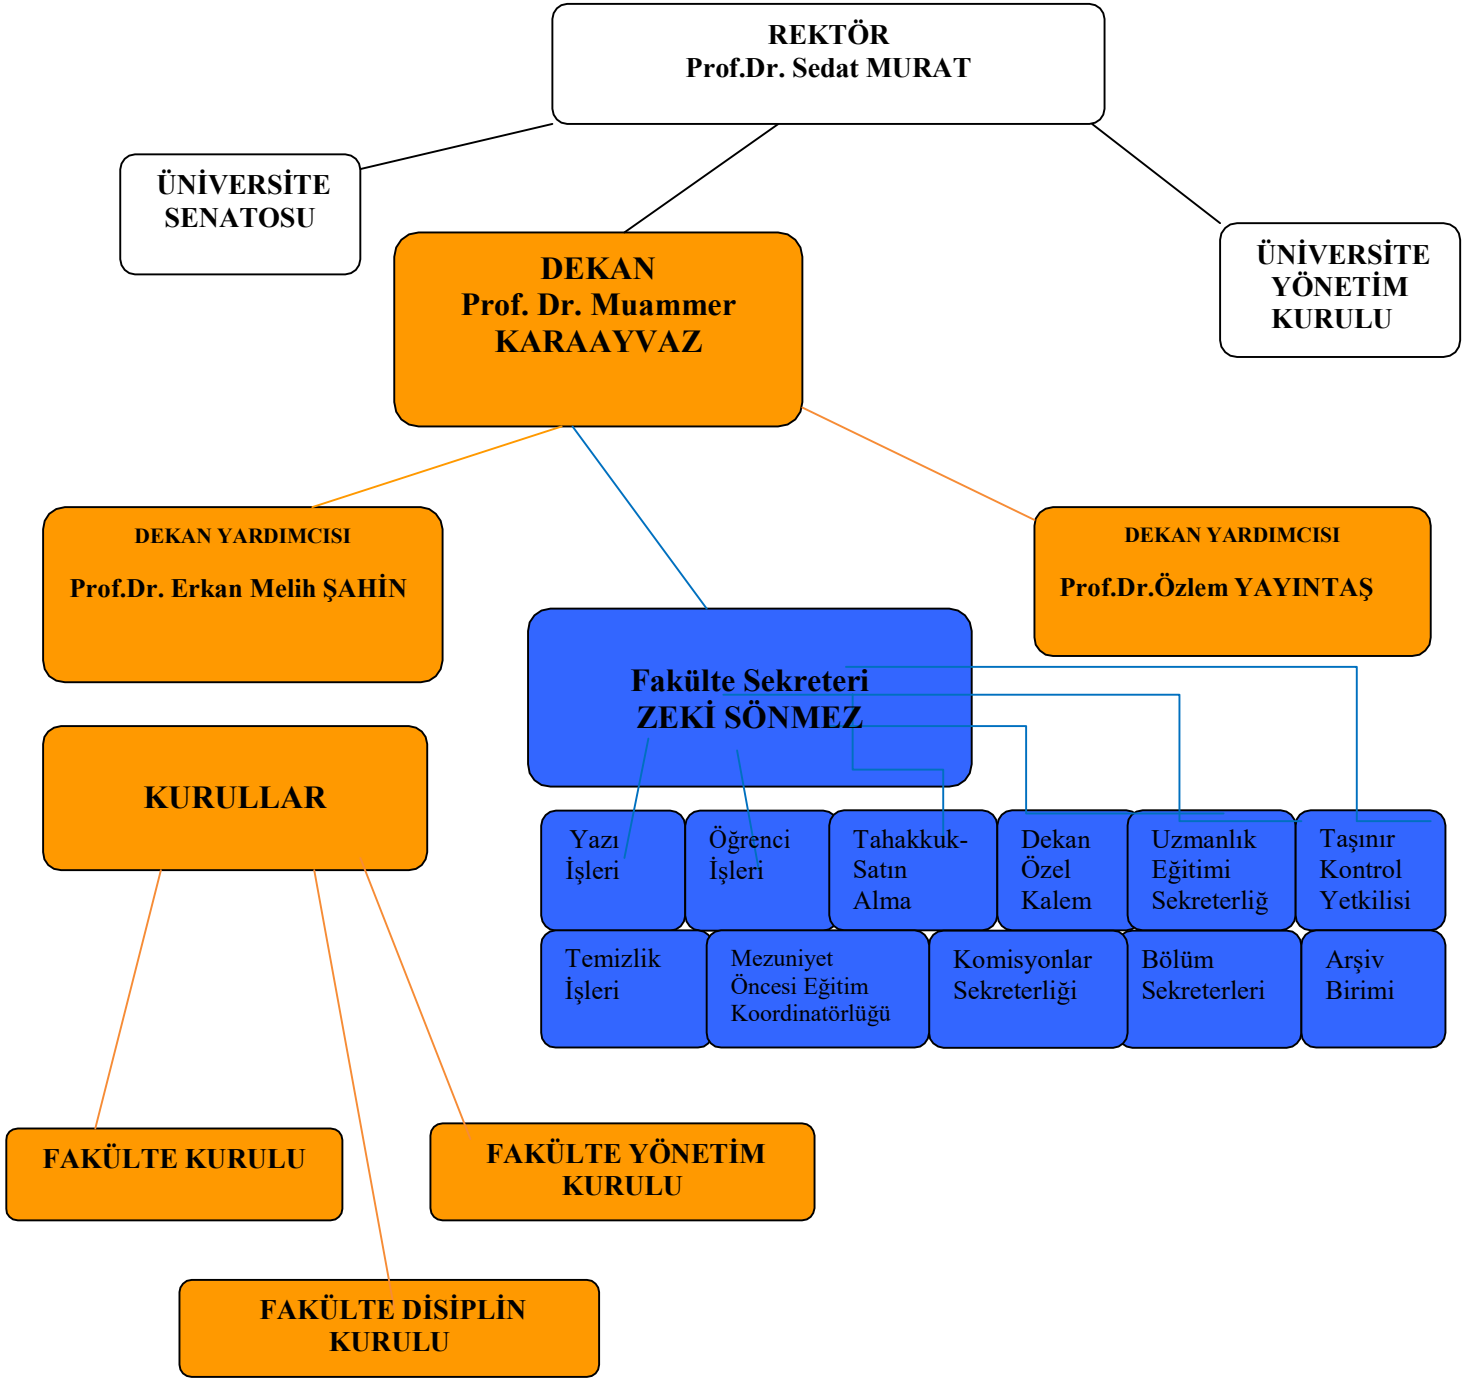 REKTÖR
Prof.Dr. Sedat MURAT
ÜNİVERSİTE
SENATOSU
ÜNİVERSİTE
YÖNETİM
KURULU
DEKAN
Prof. Dr. Muammer
KARAAYVAZ
DEKAN YARDIMCISI
Prof.Dr. Erkan Melih ŞAHİN
DEKAN YARDIMCISI
Prof.Dr.Özlem YAYINTAŞ
Fakülte Sekreteri
ZEKİ SÖNMEZ
KURULLAR
Yazı
İşleri
Öğrenci
İşleri
Tahakkuk-
Satın
Alma
Dekan
Özel
Kalem
Uzmanlık
Eğitimi
Sekreterliğ
Taşınır
Kontrol
Yetkilisi
Temizlik
İşleri
Mezuniyet
Öncesi Eğitim
Koordinatörlüğü
Komisyonlar
Sekreterliği
Bölüm
Sekreterleri
Arşiv
Birimi
FAKÜLTE KURULU
FAKÜLTE YÖNETİM
KURULU
FAKÜLTE DİSİPLİN
KURULU